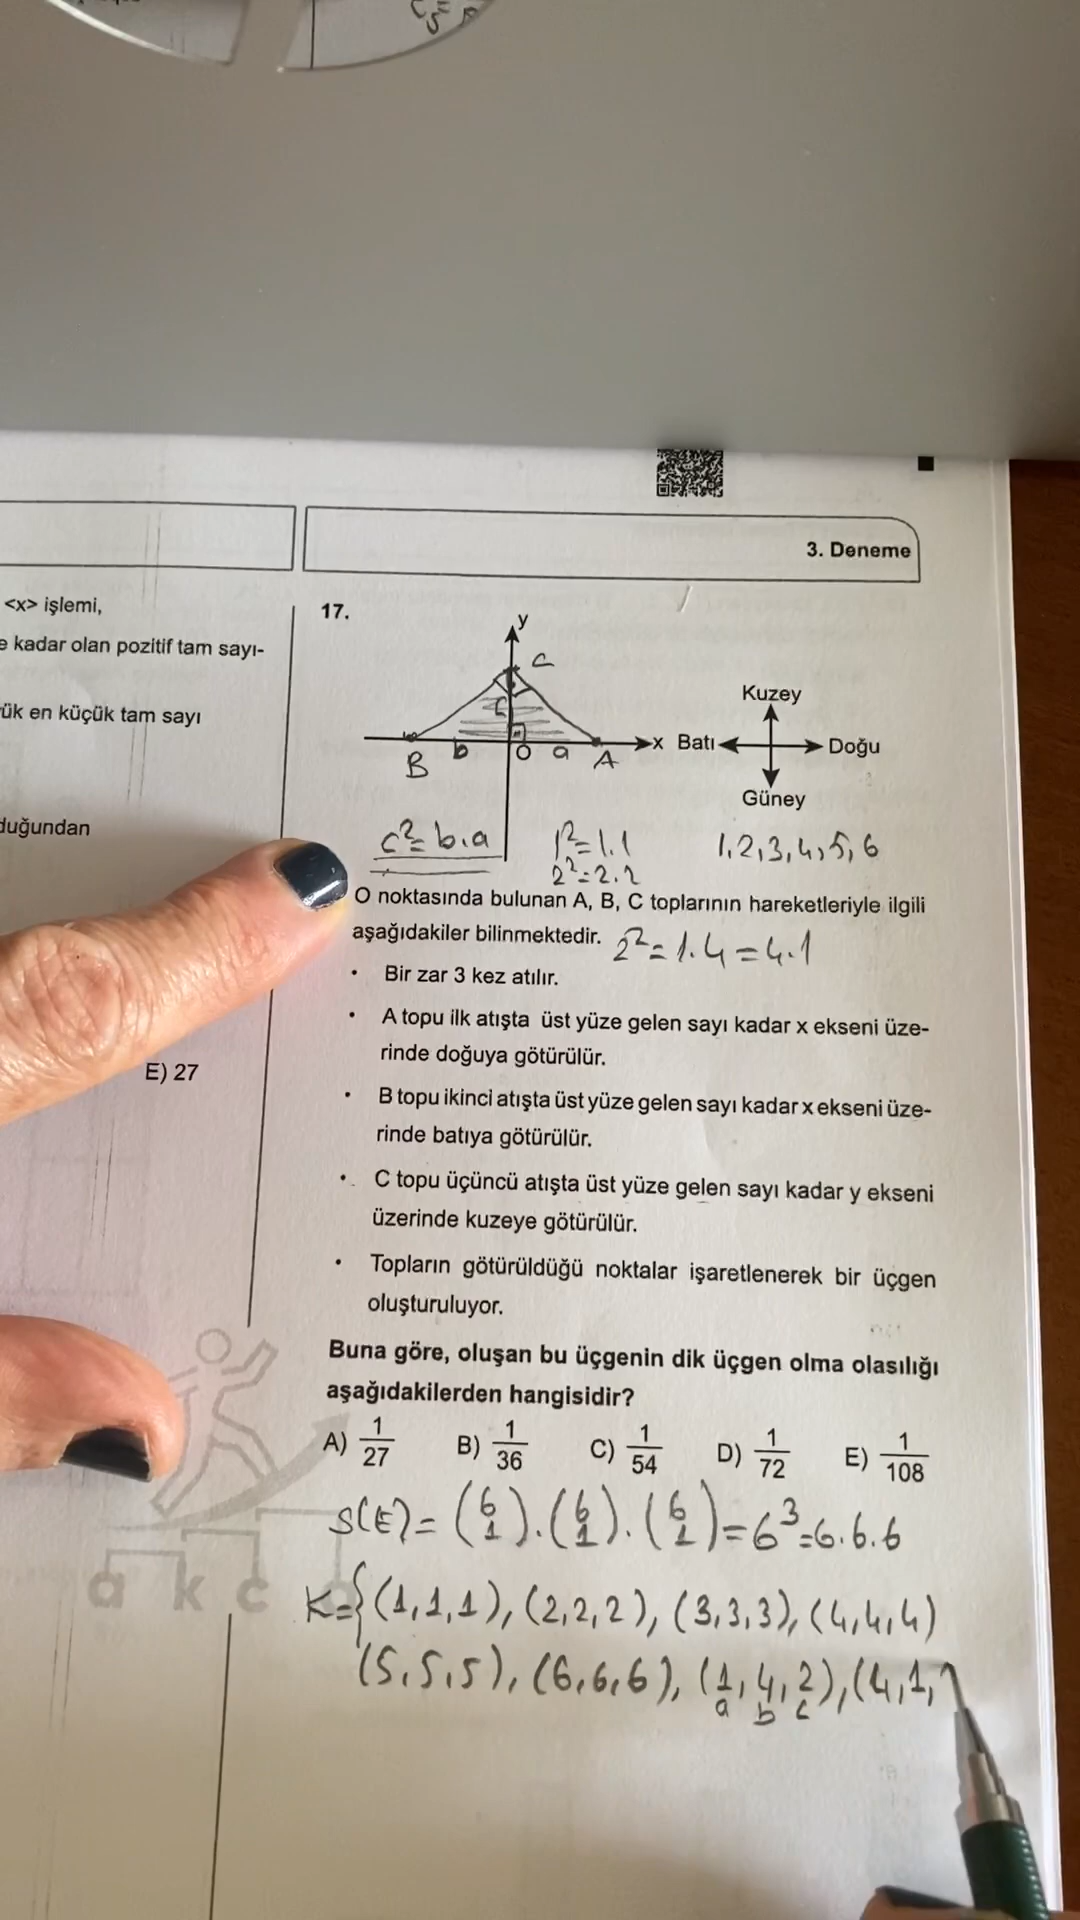 3. Deneme
<x> işlemi,
e kadar olan pozitif tam sayı-
ük en küçük tam sayı
duğundan
E) 27
17.
y
C
c
x
B b O a A
Kuzey
Batı Doğu
Güney
c²= b.a
1²=1.1
2²=2.2
1,2,3,4,5,6
O noktasında bulunan A, B, C toplarının hareketleriyle ilgili
aşağıdakiler bilinmektedir.
2²=1.4=4.1
• Bir zar 3 kez atılır.
• A topu ilk atışta üst yüze gelen sayı kadar x ekseni üze-
rinde doğuya götürülür.
• B topu ikinci atışta üst yüze gelen sayı kadar x ekseni üze-
rinde batıya götürülür.
• C topu üçüncü atışta üst yüze gelen sayı kadar y ekseni
üzerinde kuzeye götürülür.
• Topların götürüldüğü noktalar işaretlenerek bir üçgen
oluşturuluyor.
Buna göre, oluşan bu üçgenin dik üçgen olma olasılığı
aşağıdakilerden hangisidir?
A) 1/27 B) 1/36 C) 1/54 D) 1/72 E) 1/108
S(E)= (6 1).(6 1).(6 1)=6³=6.6.6
K={(1,1,1),(2,2,2),(3,3,3),(4,4,4)
(5,5,5),(6,6,6),(1,4,2),(4,1,
a b c
a k c